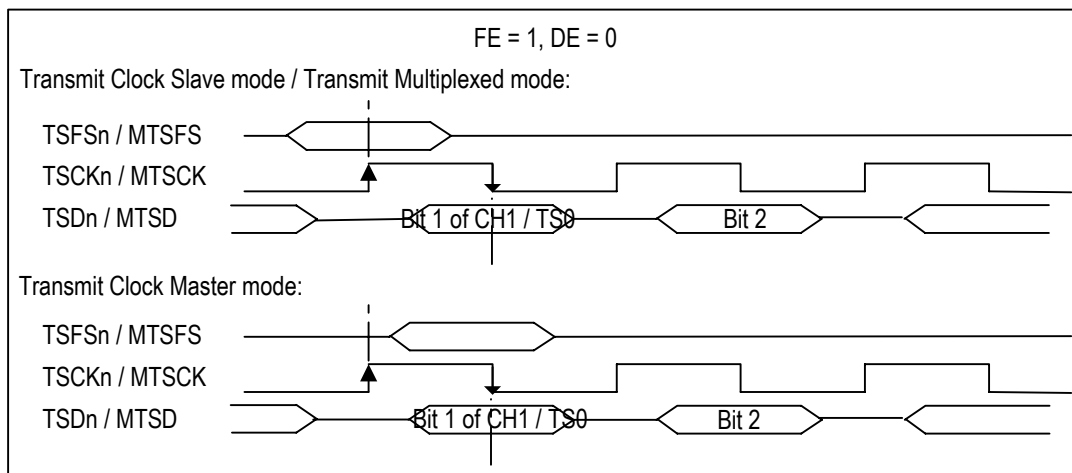 FE = 1, DE = 0
Transmit Clock Slave mode / Transmit Multiplexed mode:
TSFSn / MTSFS
TSCKn / MTSCK
TSDn / MTSD
Bit 1 of CH1 / TS0
Bit 2
Transmit Clock Master mode:
TSFSn / MTSFS
TSCKn / MTSCK
TSDn / MTSD
Bit 1 of CH1 / TS0
Bit 2